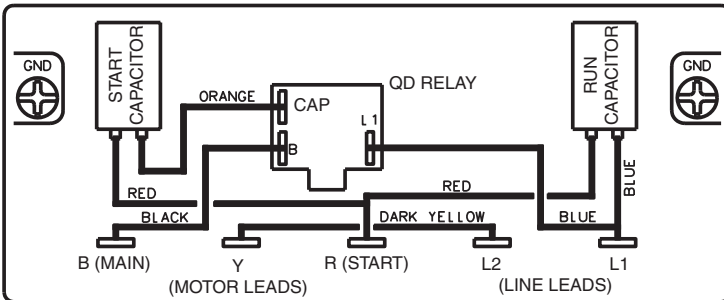 GND
START
CAPACITOR
ORANGE
QD RELAY
CAP
L1
B
RUN
CAPACITOR
GND
RED
RED
BLUE
BLACK
DARK YELLOW
BLUE
B (MAIN)
Y
R (START)
L2
L1
(MOTOR LEADS)
(LINE LEADS)